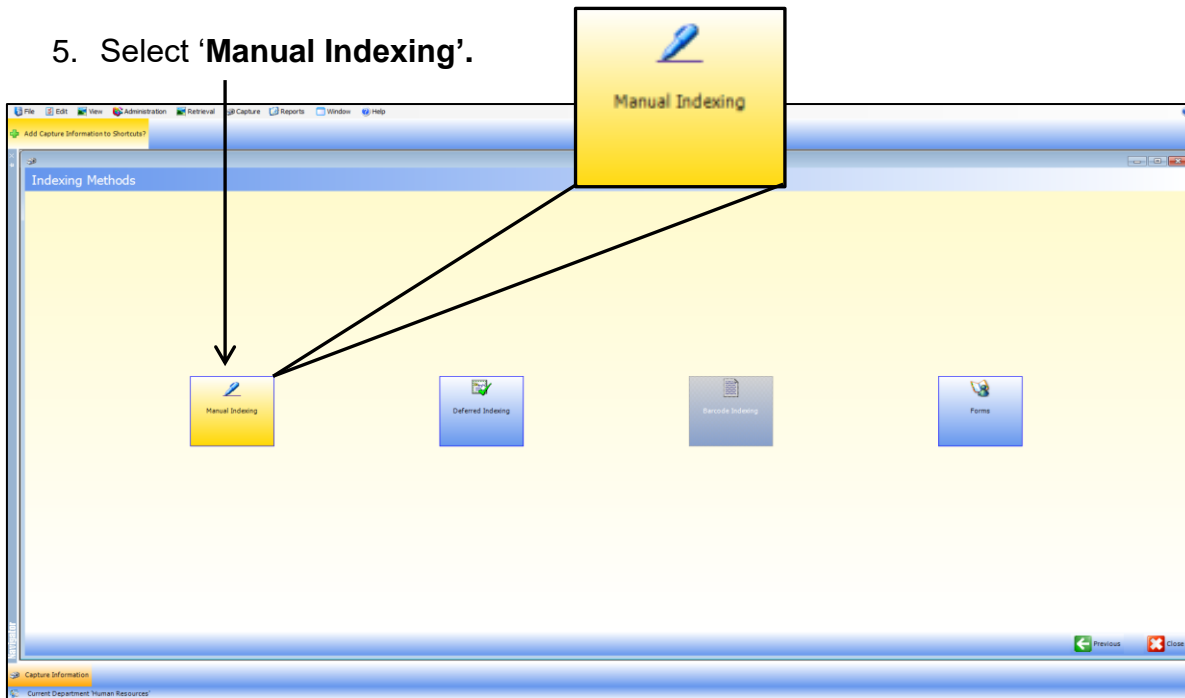 5. Select ‘Manual Indexing’.
Manual Indexing
File Edit View Administration Retrieval Capture Reports Window Help
Add Capture Information to Shortcuts?
Indexing Methods
Manual Indexing Deferred Indexing Barcode Indexing Forms
Previous Close
Capture Information
Current Department 'Human Resources'